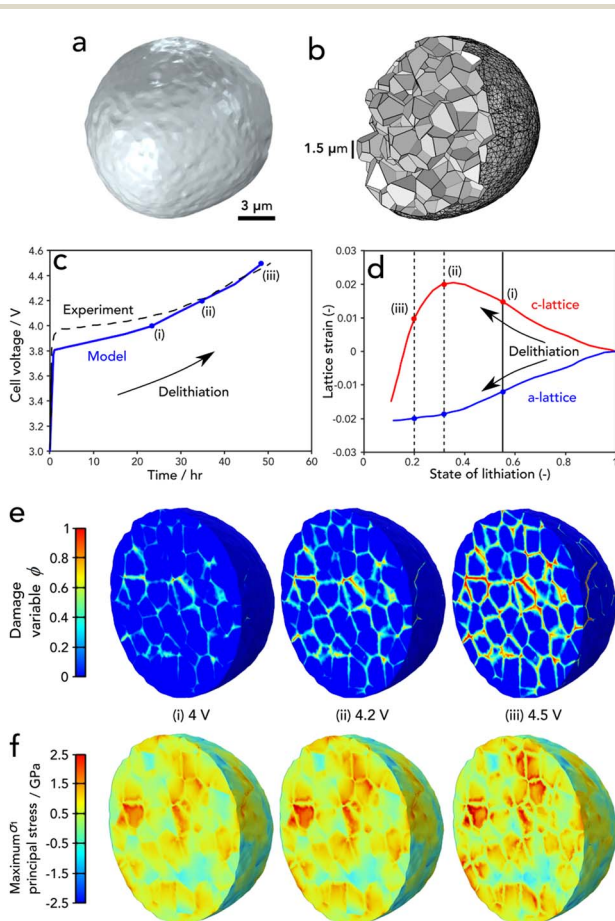 a
b
3 μm
1.5 μm
c
4.6
4.4
4.2
4.0
3.8
3.6
3.4
3.2
3.0
Cell voltage / V
Experiment
Model
(i)
(ii)
(iii)
Delithiation
0 10 20 30 40 50 60
Time / hr
d
0.03
0.02
0.01
0
-0.01
-0.02
-0.03
Lattice strain (-)
(iii)
(ii)
(i)
c-lattice
Delithiation
a-lattice
0 0.2 0.4 0.6 0.8 1
State of lithiation (-)
e
1
0.8
0.6
0.4
0.2
0
Damage
variable ϕ
(i) 4 V
(ii) 4.2 V
(iii) 4.5 V
f
2.5
1.5
0.5
-0.5
-1.5
-2.5
Maximum σ₁
principal stress / GPa